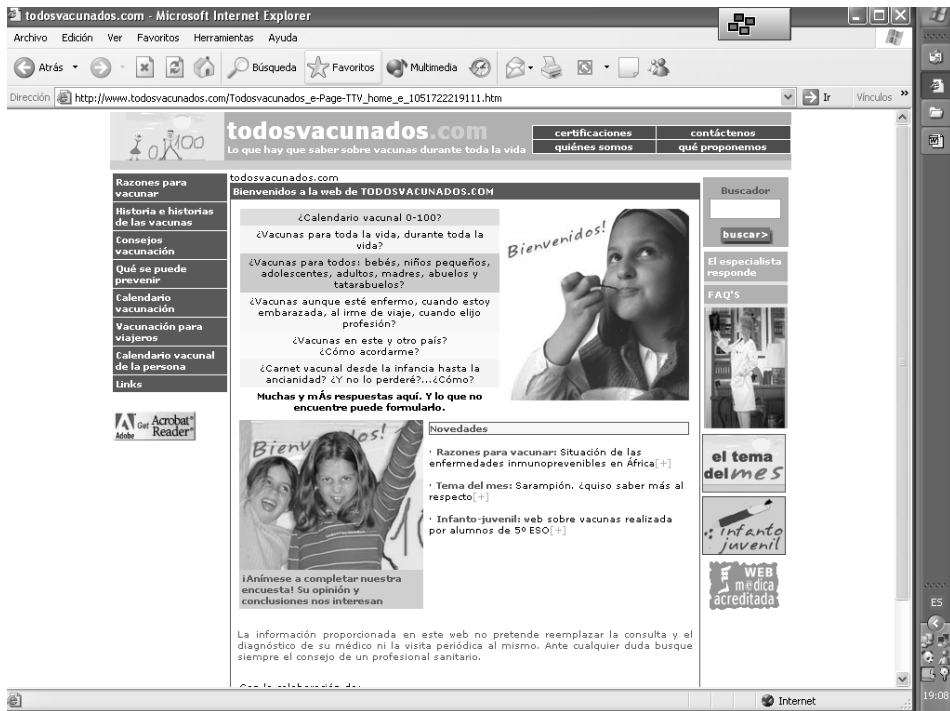 todosvacunados.com - Microsoft Internet Explorer
Archivo Edición Ver Favoritos Herramientas Ayuda
Atrás Búsqueda Favoritos Multimedia
Dirección http://www.todosvacunados.com/Todosvacunados_e-Page-TTV_home_e_1051722219111.htm Ir Vínculos »
100
todosvacunados.com
Lo que hay que saber sobre vacunas durante toda la vida
certificaciones contáctenos
quiénes somos qué proponemos
Razones para
vacunar
Historia e historias
de las vacunas
Consejos
vacunación
Qué se puede
prevenir
Calendario
vacunación
Vacunación para
viajeros
Calendario vacunal
de la persona
Links
Get Acrobat®
Adobe Reader®
todosvacunados.com
Bienvenidos a la web de TODOSVACUNADOS.COM
¿Calendario vacunal 0-100?
¿Vacunas para toda la vida, durante toda la
vida?
¿Vacunas para todos: bebés, niños pequeños,
adolescentes, adultos, madres, abuelos y
tatarabuelos?
¿Vacunas aunque esté enfermo, cuando estoy
embarazada, al irme de viaje, cuando elijo
profesión?
¿Vacunas en este y otro país?
¿Cómo acordarme?
¿Carnet vacunal desde la infancia hasta la
ancianidad? ¿Y no lo perderé?...¿Cómo?
Muchas y mÁs respuestas aquí. Y lo que no
encuentre puede formularlo.
Bienvenidos!
Bienvenidos!
¡Anímese a completar nuestra
encuesta! Su opinión y
conclusiones nos interesan
Novedades
· Razones para vacunar: Situación de las
enfermedades inmunoprevenibles en África[+]
· Tema del mes: Sarampión. ¿quiso saber más al
respecto[+]
· Infanto-juvenil: web sobre vacunas realizada
por alumnos de 5º ESO[+]
La información proporcionada en este web no pretende reemplazar la consulta y el
diagnóstico de su médico ni la visita periódica al mismo. Ante cualquier duda busque
siempre el consejo de un profesional sanitario.
Con la colaboración de:
Buscador
buscar>
El especialista
responde
FAQ'S
el tema
del mes
infanto
juvenil
WEB
mEdica
acreditada
Internet
ES
19:08